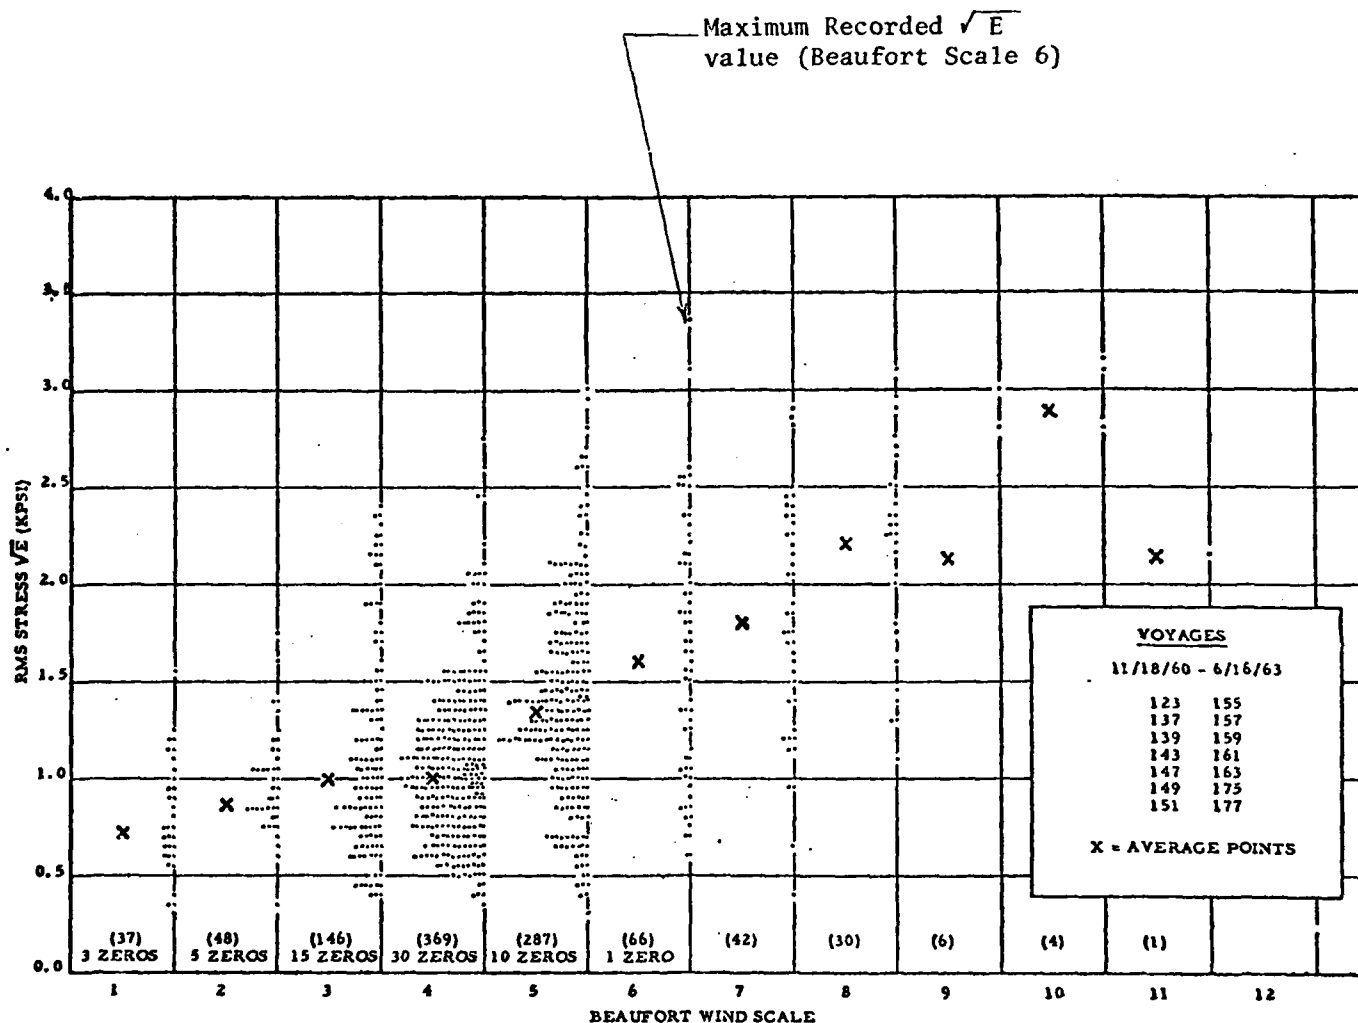 Maximum Recorded √E
value (Beaufort Scale 6)
4.0
3.0
2.5
2.0
1.5
1.0
0.5
0.0
RMS STRESS √E (KPSI)
(37) (48) (146) (369) (287) (66) (42) (30) (6) (4) (1)
3 ZEROS 5 ZEROS 15 ZEROS 30 ZEROS 10 ZEROS 1 ZERO
1 2 3 4 5 6 7 8 9 10 11 12
BEAUFORT WIND SCALE
VOYAGES
11/18/60 - 6/16/63
123 155
137 157
139 159
143 161
147 163
149 175
151 177
X = AVERAGE POINTS